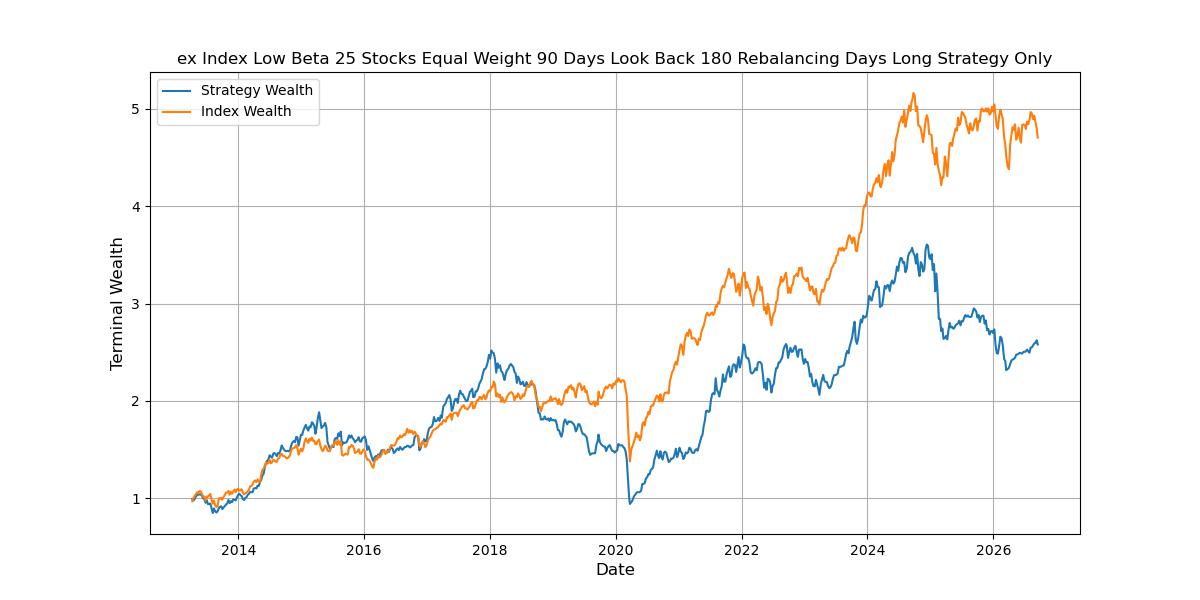 ex Index Low Beta 25 Stocks Equal Weight 90 Days Look Back 180 Rebalancing Days Long Strategy Only
Strategy Wealth
Index Wealth
Terminal Wealth
5
4
3
2
1
2014 2016 2018 2020 2022 2024 2026
Date